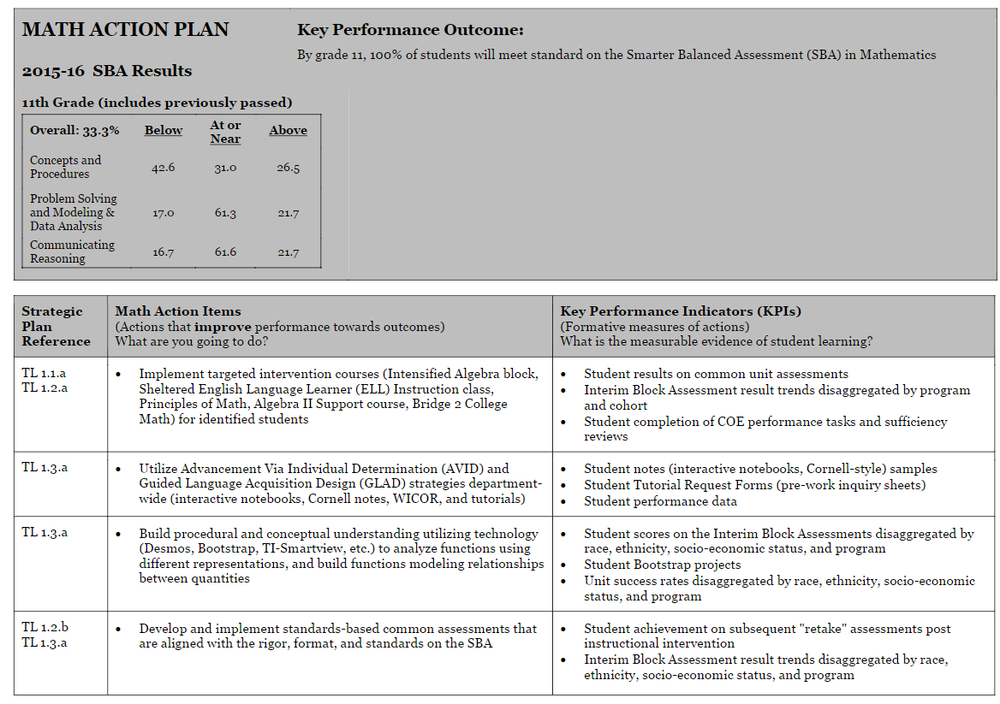 MATH ACTION PLAN
Key Performance Outcome:
By grade 11, 100% of students will meet standard on the Smarter Balanced Assessment (SBA) in Mathematics
2015-16 SBA Results
11th Grade (includes previously passed)
Overall: 33.3% Below At or Near Above
Concepts and Procedures 42.6 31.0 26.5
Problem Solving and Modeling & Data Analysis 17.0 61.3 21.7
Communicating Reasoning 16.7 61.6 21.7
Strategic
Plan
Reference
Math Action Items
(Actions that improve performance towards outcomes)
What are you going to do?
Key Performance Indicators (KPIs)
(Formative measures of actions)
What is the measurable evidence of student learning?
TL 1.1.a
TL 1.2.a
• Implement targeted intervention courses (Intensified Algebra block,
Sheltered English Language Learner (ELL) Instruction class,
Principles of Math, Algebra II Support course, Bridge 2 College
Math) for identified students
• Student results on common unit assessments
• Interim Block Assessment result trends disaggregated by program
and cohort
• Student completion of COE performance tasks and sufficiency
reviews
TL 1.3.a
• Utilize Advancement Via Individual Determination (AVID) and
Guided Language Acquisition Design (GLAD) strategies department-
wide (interactive notebooks, Cornell notes, WICOR, and tutorials)
• Student notes (interactive notebooks, Cornell-style) samples
• Student Tutorial Request Forms (pre-work inquiry sheets)
• Student performance data
TL 1.3.a
• Build procedural and conceptual understanding utilizing technology
(Desmos, Bootstrap, TI-Smartview, etc.) to analyze functions using
different representations, and build functions modeling relationships
between quantities
• Student scores on the Interim Block Assessments disaggregated by
race, ethnicity, socio-economic status, and program
• Student Bootstrap projects
• Unit success rates disaggregated by race, ethnicity, socio-economic
status, and program
TL 1.2.b
TL 1.3.a
• Develop and implement standards-based common assessments that
are aligned with the rigor, format, and standards on the SBA
• Student achievement on subsequent "retake" assessments post
instructional intervention
• Interim Block Assessment result trends disaggregated by race,
ethnicity, socio-economic status, and program